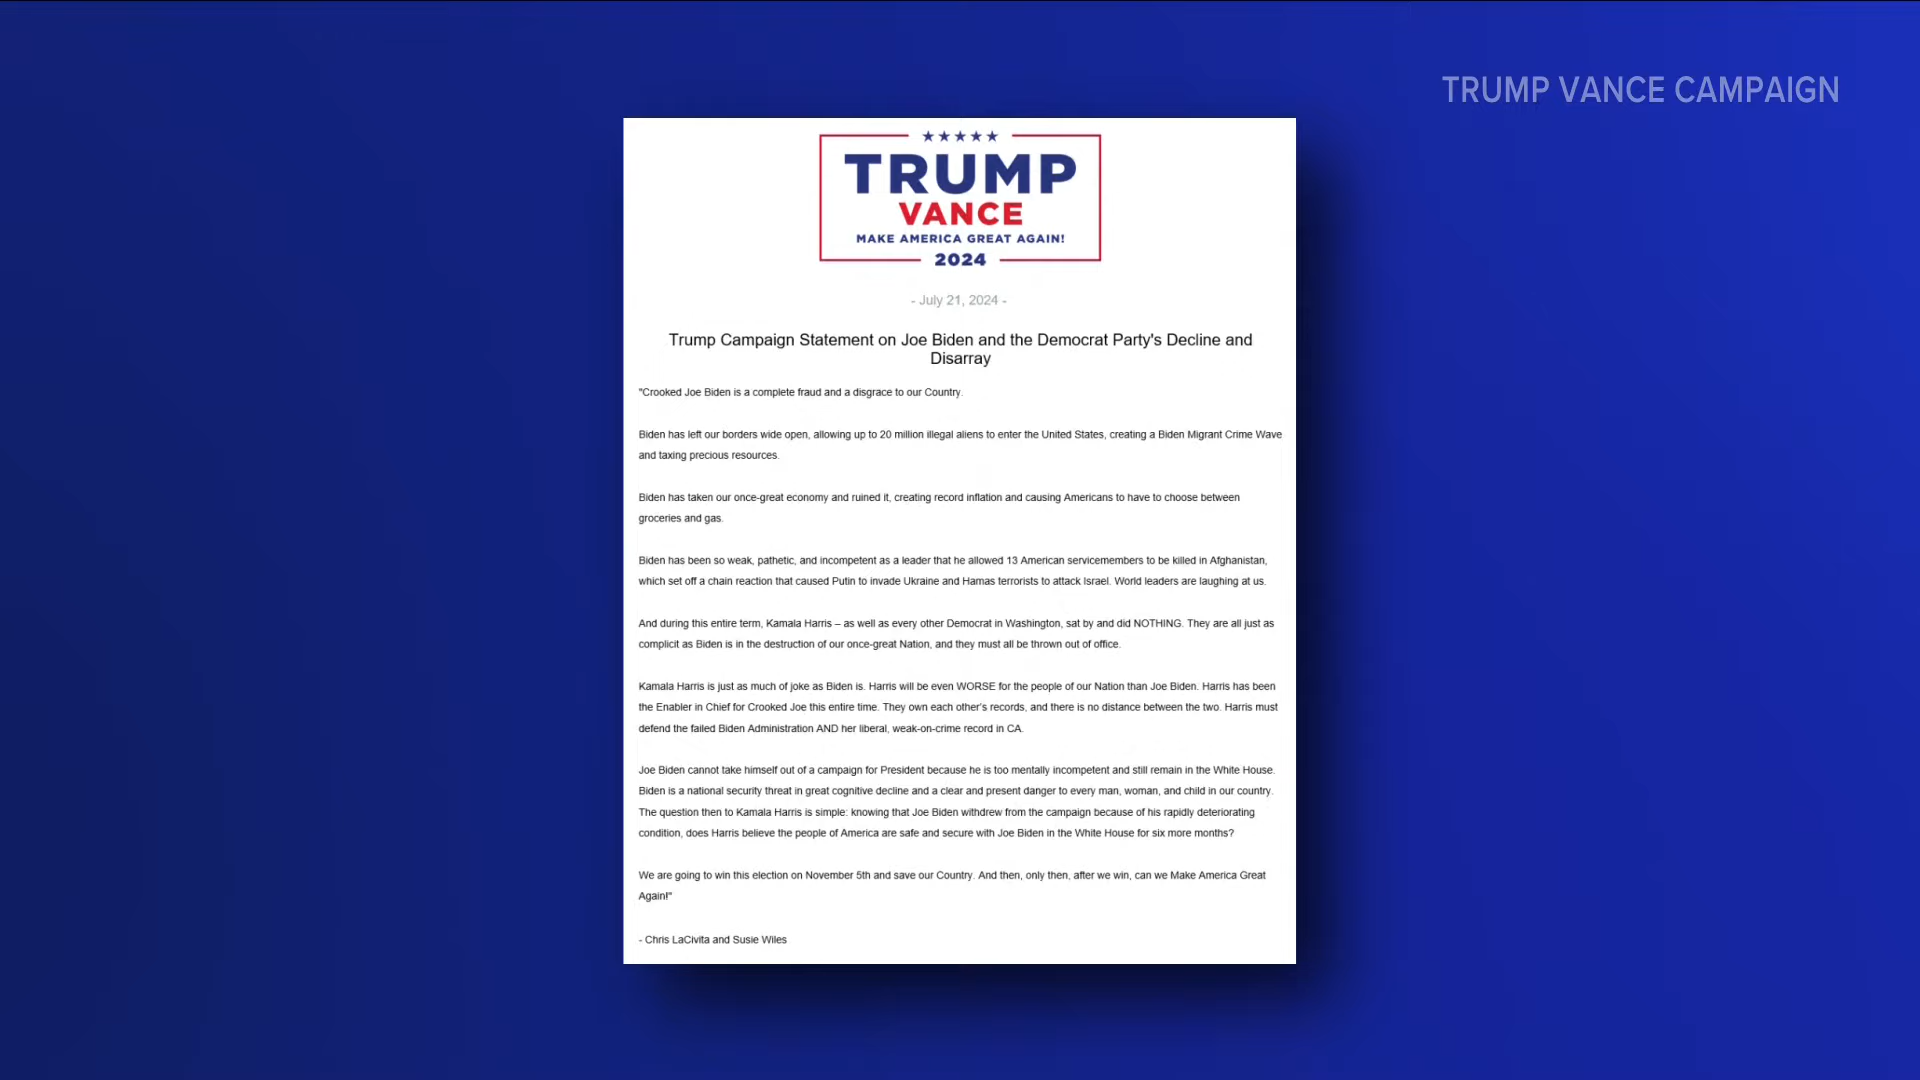 TRUMP VANCE CAMPAIGN
TRUMP
VANCE
MAKE AMERICA GREAT AGAIN!
2024
- July 21, 2024 -
Trump Campaign Statement on Joe Biden and the Democrat Party's Decline and
Disarray
"Crooked Joe Biden is a complete fraud and a disgrace to our Country.
Biden has left our borders wide open, allowing up to 20 million illegal aliens to enter the United States, creating a Biden Migrant Crime Wave
and taxing precious resources.
Biden has taken our once-great economy and ruined it, creating record inflation and causing Americans to have to choose between
groceries and gas.
Biden has been so weak, pathetic, and incompetent as a leader that he allowed 13 American servicemembers to be killed in Afghanistan,
which set off a chain reaction that caused Putin to invade Ukraine and Hamas terrorists to attack Israel. World leaders are laughing at us.
And during this entire term, Kamala Harris – as well as every other Democrat in Washington, sat by and did NOTHING. They are all just as
complicit as Biden is in the destruction of our once-great Nation, and they must all be thrown out of office.
Kamala Harris is just as much of joke as Biden is. Harris will be even WORSE for the people of our Nation than Joe Biden. Harris has been
the Enabler in Chief for Crooked Joe this entire time. They own each other's records, and there is no distance between the two. Harris must
defend the failed Biden Administration AND her liberal, weak-on-crime record in CA.
Joe Biden cannot take himself out of a campaign for President because he is too mentally incompetent and still remain in the White House.
Biden is a national security threat in great cognitive decline and a clear and present danger to every man, woman, and child in our country.
The question then to Kamala Harris is simple: knowing that Joe Biden withdrew from the campaign because of his rapidly deteriorating
condition, does Harris believe the people of America are safe and secure with Joe Biden in the White House for six more months?
We are going to win this election on November 5th and save our Country. And then, only then, after we win, can we Make America Great
Again!"
- Chris LaCivita and Susie Wiles